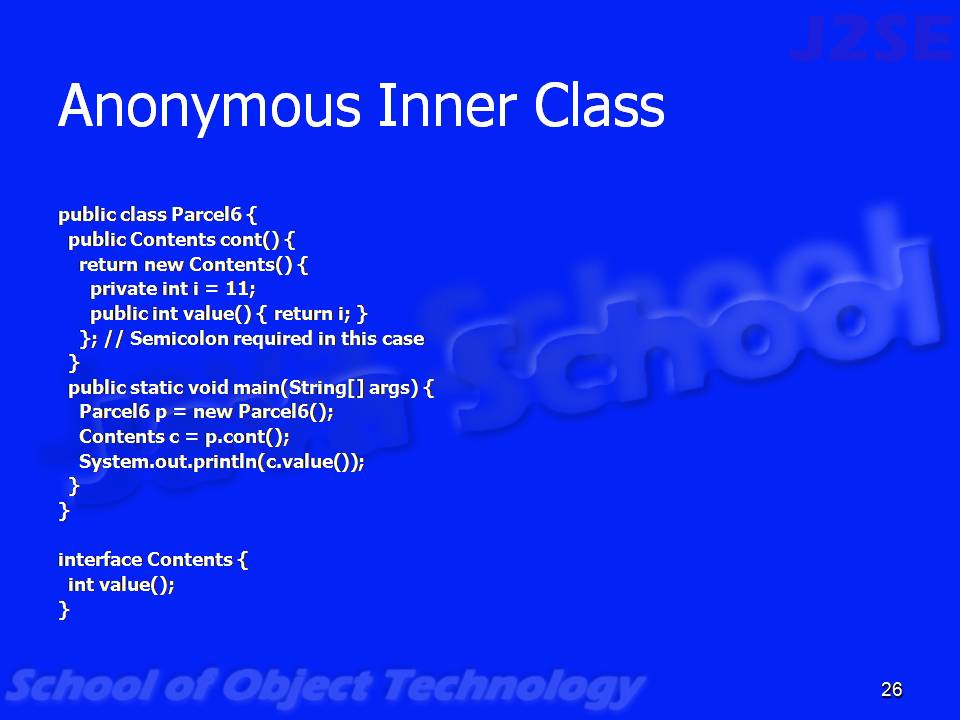 J2SE
Anonymous Inner Class
public class Parcel6 {
public Contents cont() {
return new Contents() {
private int i = 11;
public int value() { return i; }
}; // Semicolon required in this case
}
public static void main(String[] args) {
Parcel6 p = new Parcel6();
Contents c = p.cont();
System.out.println(c.value());
}
}
interface Contents {
int value();
}
School
School of Object Technology
26